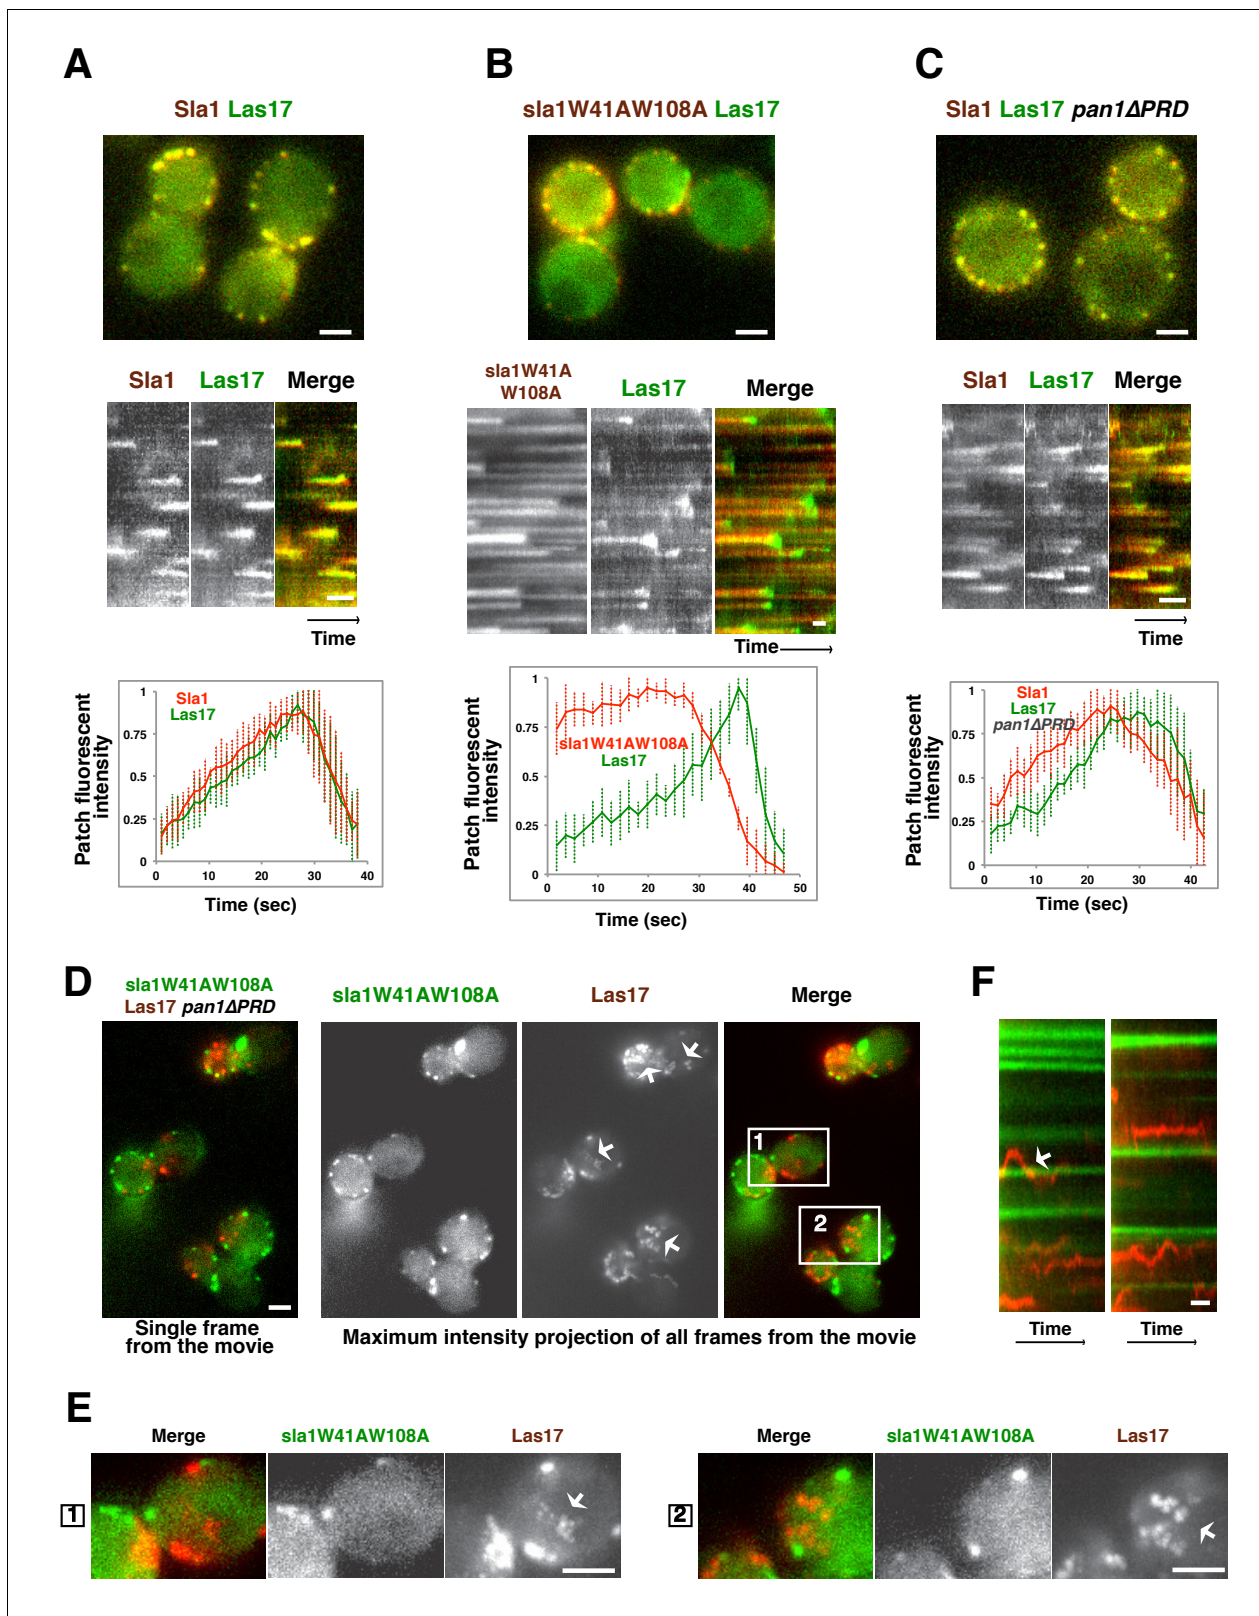 A
Sla1 Las17
Sla1 Las17 Merge
Time
Patch fluorescent
intensity
1
0.75
0.5
0.25
0
Sla1
Las17
0 10 20 30 40
Time (sec)
B
sla1W41AW108A Las17
sla1W41A
W108A
Las17 Merge
Time
Patch fluorescent
intensity
1
0.75
0.5
0.25
0
sla1W41AW108A
Las17
0 10 20 30 40 50
Time (sec)
C
Sla1 Las17 pan1ΔPRD
Sla1 Las17 Merge
Time
Patch fluorescent
intensity
1
0.75
0.5
0.25
0
Sla1
Las17
pan1ΔPRD
0 10 20 30 40
Time (sec)
D
sla1W41AW108A
Las17 pan1ΔPRD
sla1W41AW108A Las17 Merge
1
2
Single frame
from the movie
Maximum intensity projection of all frames from the movie
F
Time Time
E
Merge sla1W41AW108A Las17
1
Merge sla1W41AW108A Las17
2